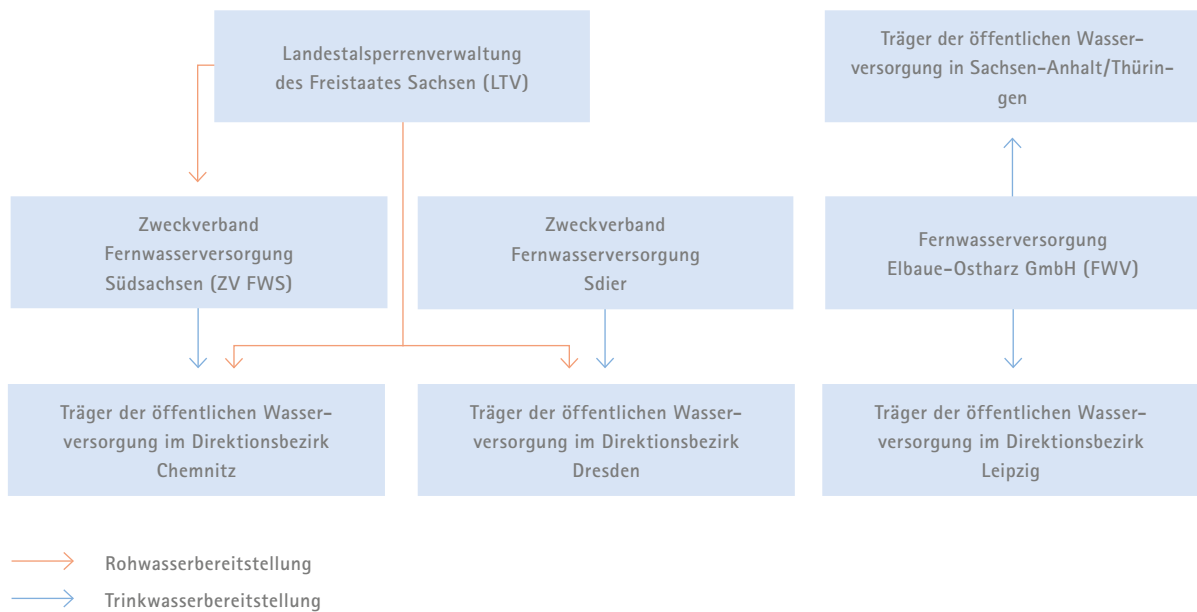 Landestalsperrenverwaltung
des Freistaates Sachsen (LTV)
Träger der öffentlichen Wasser-
versorgung in Sachsen-Anhalt/Thürin-
gen
Zweckverband
Fernwasserversorgung
Südsachsen (ZV FWS)
Zweckverband
Fernwasserversorgung
Sdier
Fernwasserversorgung
Elbaue-Ostharz GmbH (FWV)
Träger der öffentlichen Wasser-
versorgung im Direktionsbezirk
Chemnitz
Träger der öffentlichen Wasser-
versorgung im Direktionsbezirk
Dresden
Träger der öffentlichen Wasser-
versorgung im Direktionsbezirk
Leipzig
Rohwasserbereitstellung
Trinkwasserbereitstellung